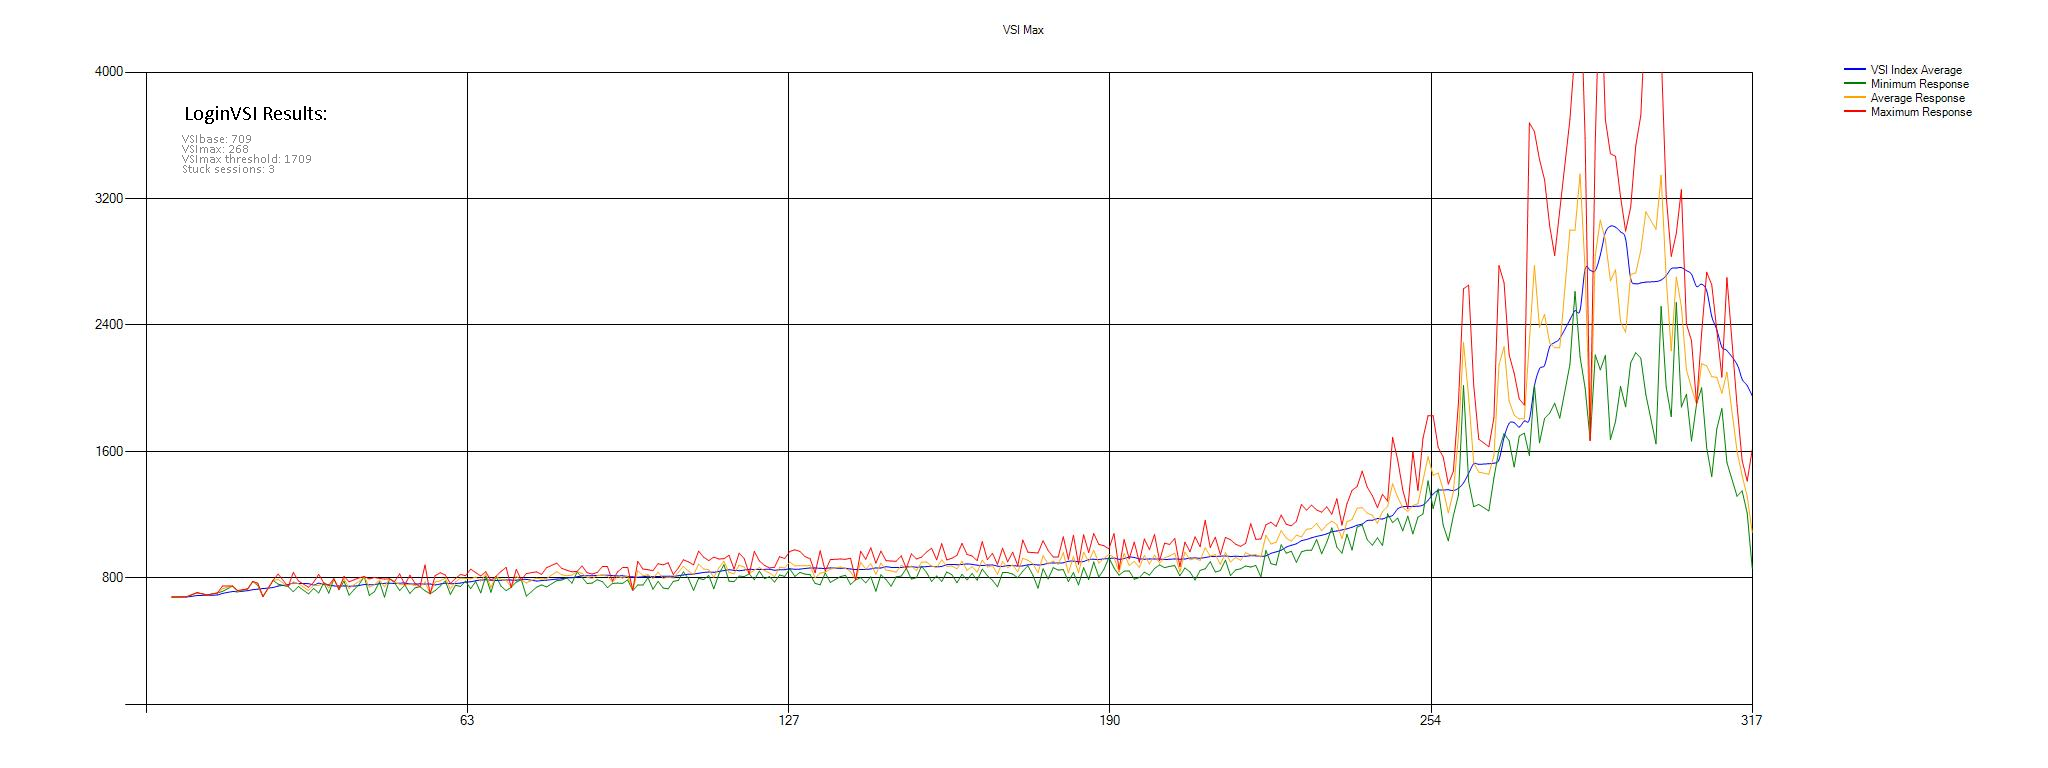 VSI Max
4000
3200
2400
1600
800
LoginVSI Results:
VSIbase: 709
VSImax: 268
VSImax threshold: 1709
Stuck sessions: 3
VSI Index Average
Minimum Response
Average Response
Maximum Response
63 127 190 254 317